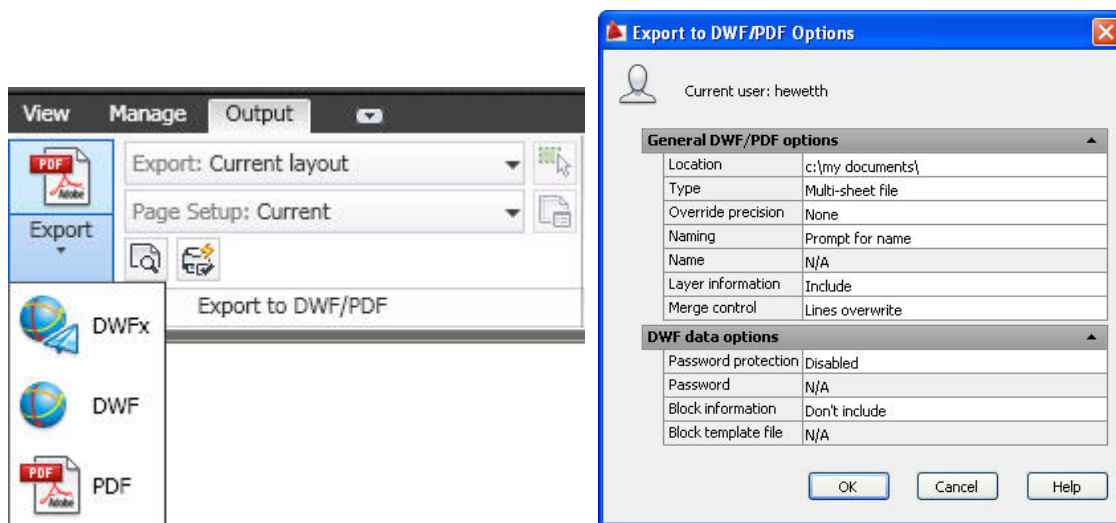 View Manage Output
PDF
Adobe
Export
Export: Current layout
Page Setup: Current
Export to DWF/PDF
DWFx
DWF
PDF
Adobe
PDF
Export to DWF/PDF Options
Current user: hewetth
General DWF/PDF options
Location c:\my documents\
Type Multi-sheet file
Override precision None
Naming Prompt for name
Name N/A
Layer information Include
Merge control Lines overwrite
DWF data options
Password protection Disabled
Password N/A
Block information Don't include
Block template file N/A
OK Cancel Help